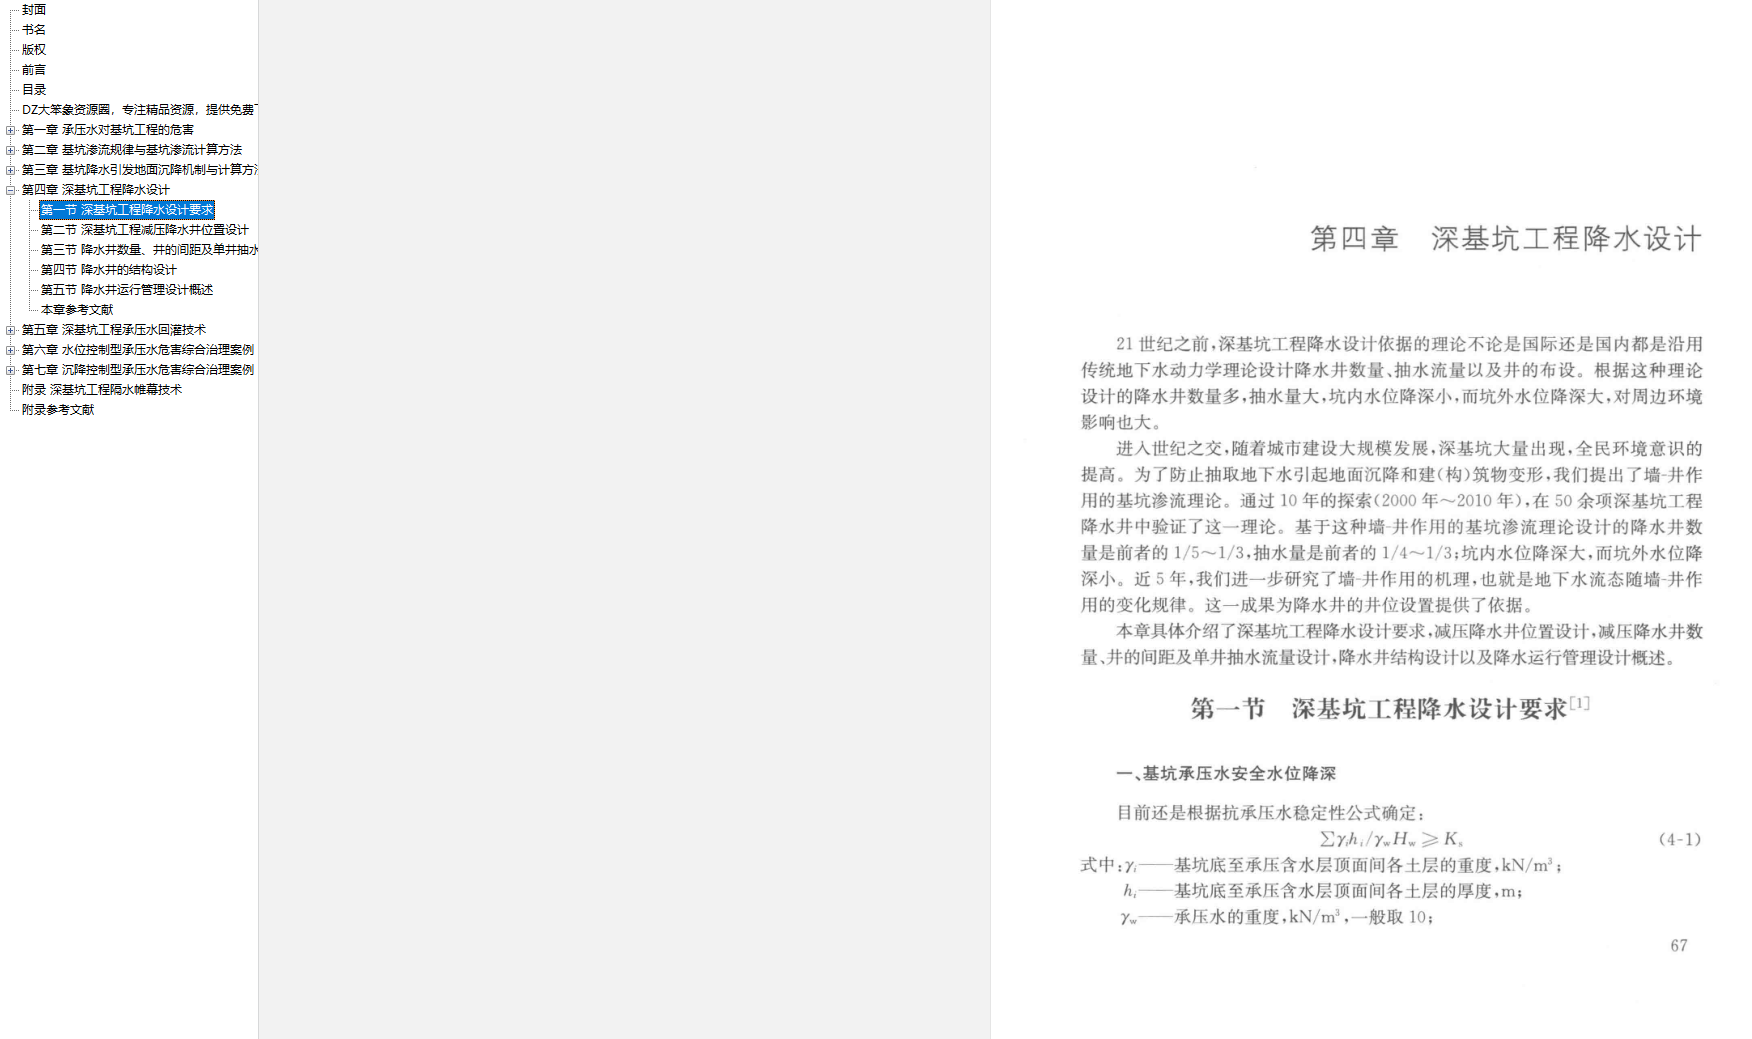 封面
书名
版权
前言
目录
DZ大笨象资源圈，专注精品资源，提供免费
第一章 承压水对基坑工程的危害
第二章 基坑渗流规律与基坑渗流计算方法
第三章 基坑降水引发地面沉降机制与计算方
第四章 深基坑工程降水设计
第一节 深基坑工程降水设计要求
第二节 深基坑工程减压降水井位置设计
第三节 降水井数量、井的间距及单井抽水
第四节 降水井的结构设计
第五节 降水井运行管理设计概述
本章参考文献
第五章 深基坑工程承压水回灌技术
第六章 水位控制型承压水危害综合治理案例
第七章 沉降控制型承压水危害综合治理案例
附录 深基坑工程隔水帷幕技术
附录参考文献
第四章　深基坑工程降水设计
21 世纪之前,深基坑工程降水设计依据的理论不论是国际还是国内都是沿用
传统地下水动力学理论设计降水井数量、抽水流量以及井的布设。根据这种理论
设计的降水井数量多,抽水量大,坑内水位降深小,而坑外水位降深大,对周边环境
影响也大。
进入世纪之交,随着城市建设大规模发展,深基坑大量出现,全民环境意识的
提高。为了防止抽取地下水引起地面沉降和建(构)筑物变形,我们提出了墙-井作
用的基坑渗流理论。通过 10 年的探索(2000 年～2010 年),在 50 余项深基坑工程
降水井中验证了这一理论。基于这种墙-井作用的基坑渗流理论设计的降水井数
量是前者的 1/5～1/3,抽水量是前者的 1/4～1/3;坑内水位降深大,而坑外水位降
深小。近 5 年,我们进一步研究了墙-井作用的机理,也就是地下水流态随墙-井作
用的变化规律。这一成果为降水井的井位设置提供了依据。
本章具体介绍了深基坑工程降水设计要求,减压降水井位置设计,减压降水井数
量、井的间距及单井抽水流量设计,降水井结构设计以及降水运行管理设计概述。
第一节　深基坑工程降水设计要求[1]
一、基坑承压水安全水位降深
目前还是根据抗承压水稳定性公式确定:
∑γᵢhᵢ/γ_w H_w ≥ K_s (4-1)
式中:γᵢ——基坑底至承压含水层顶面间各土层的重度,kN/m³;
hᵢ——基坑底至承压含水层顶面间各土层的厚度,m;
γ_w——承压水的重度,kN/m³,一般取 10;
67